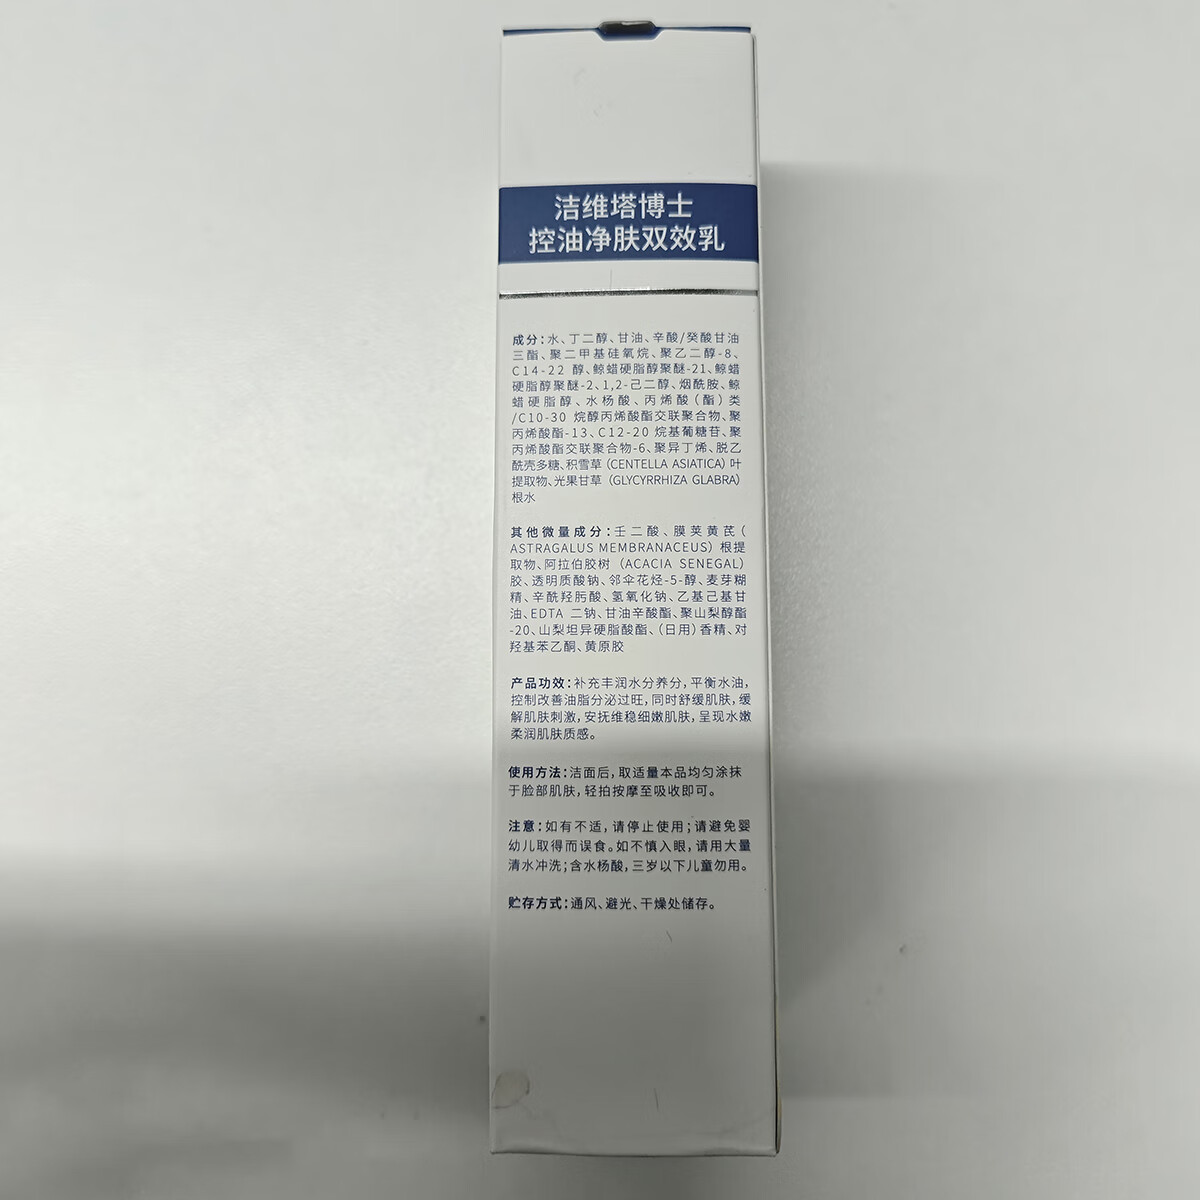 洁维塔博士
控油净肤双效乳
成分：水、丁二醇、甘油、辛酸/癸酸甘油
三酯、聚二甲基硅氧烷、聚乙二醇-8、
C14-22 醇、鲸蜡硬脂醇聚醚-21、鲸蜡
硬脂醇聚醚-2、1,2-己二醇、烟酰胺、鲸
蜡硬脂醇、水杨酸、丙烯酸（酯）类
/C10-30 烷醇丙烯酸酯交联聚合物、聚
丙烯酸酯-13、C12-20 烷基葡糖苷、聚
丙烯酸酯交联聚合物-6、聚异丁烯、脱乙
酰壳多糖、积雪草（CENTELLA ASIATICA）叶
提取物、光果甘草（GLYCYRRHIZA GLABRA）
根水
其他微量成分：壬二酸、膜荚黄芪（
ASTRAGALUS MEMBRANACEUS）根提
取物、阿拉伯胶树（ACACIA SENEGAL）
胶、透明质酸钠、邻伞花烃-5-醇、麦芽糊
精、辛酰羟肟酸、氢氧化钠、乙基己基甘
油、EDTA 二钠、甘油辛酸酯、聚山梨醇酯
-20、山梨坦异硬脂酸酯、（日用）香精、对
羟基苯乙酮、黄原胶
产品功效：补充丰润水分养分，平衡水油，
控制改善油脂分泌过旺，同时舒缓肌肤，缓
解肌肤刺激，安抚维稳细嫩肌肤，呈现水嫩
柔润肌肤质感。
使用方法：洁面后，取适量本品均匀涂抹
于脸部肌肤，轻拍按摩至吸收即可。
注意：如有不适，请停止使用；请避免婴
幼儿取得而误食。如不慎入眼，请用大量
清水冲洗；含水杨酸，三岁以下儿童勿用。
贮存方式：通风、避光、干燥处储存。